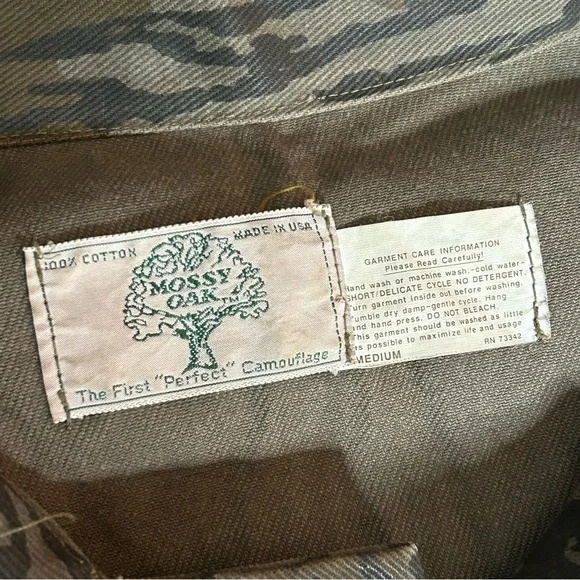 100% COTTON
MADE IN USA
MOSSY
OAK TM
The First "Perfect" Camouflage
GARMENT CARE INFORMATION
Please Read Carefully!
Hand wash or machine wash.-cold water-
SHORT/DELICATE CYCLE NO DETERGENT.
Turn garment inside out before washing.
Tumble dry damp-gentle cycle. Hang
and hand press. DO NOT BLEACH.
This garment should be washed as little
as possible to maximize life and usage
MEDIUM
RN 73342